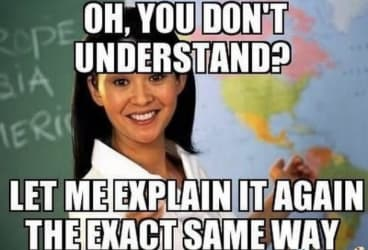 OH, YOU DON'T
UNDERSTAND?
LET ME EXPLAIN IT AGAIN
THE EXACT SAME WAY